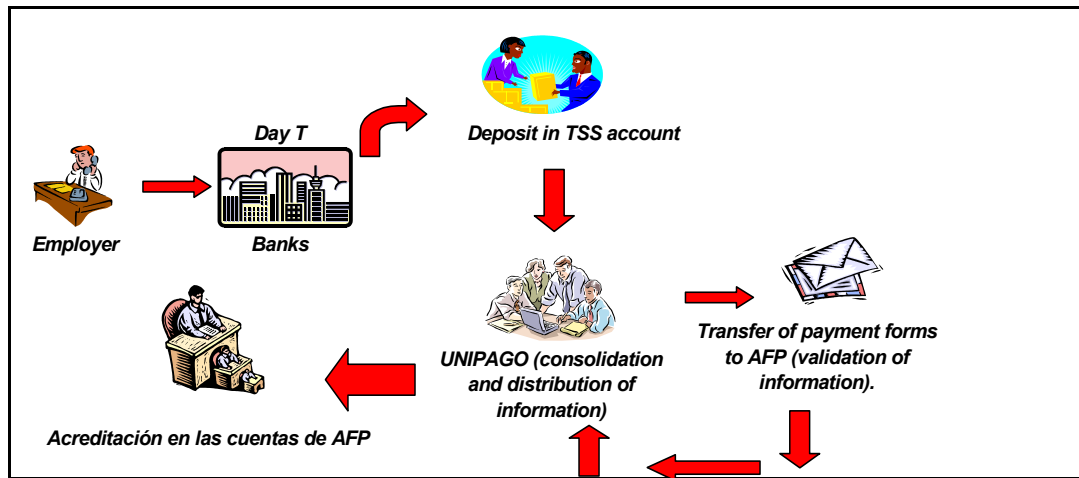 Day T
Deposit in TSS account
Employer
Banks
UNIPAGO (consolidation
and distribution of
information)
Transfer of payment forms
to AFP (validation of
information).
Acreditación en las cuentas de AFP